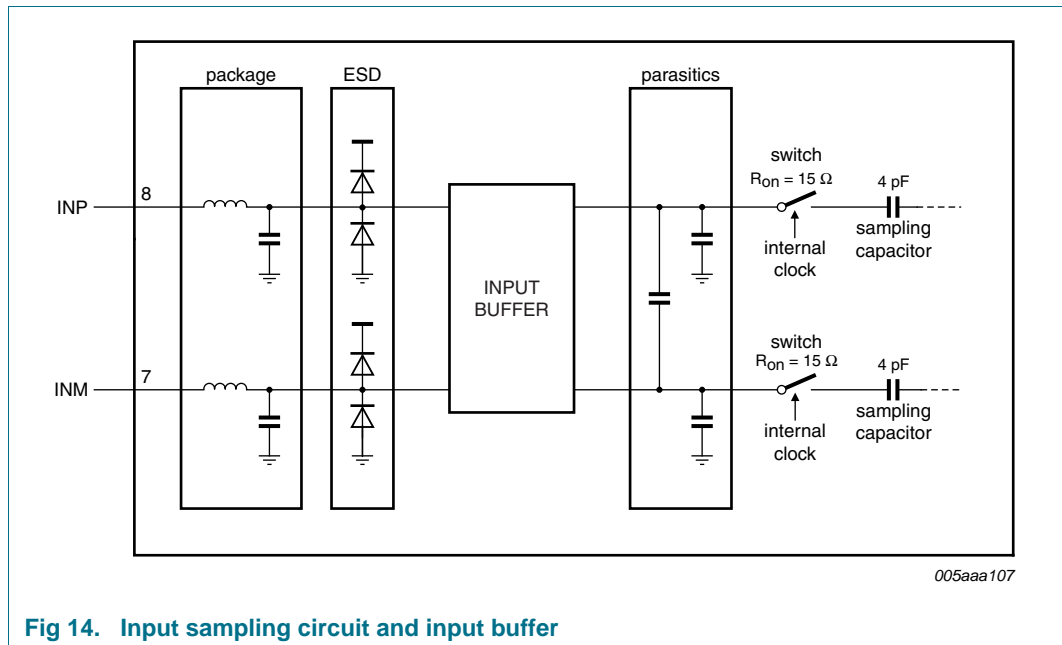 package
ESD
parasitics
switch
Ron = 15 Ω
4 pF
INP
8
internal
clock
sampling
capacitor
INPUT
BUFFER
switch
Ron = 15 Ω
4 pF
INM
7
internal
clock
sampling
capacitor
005aaa107
Fig 14. Input sampling circuit and input buffer